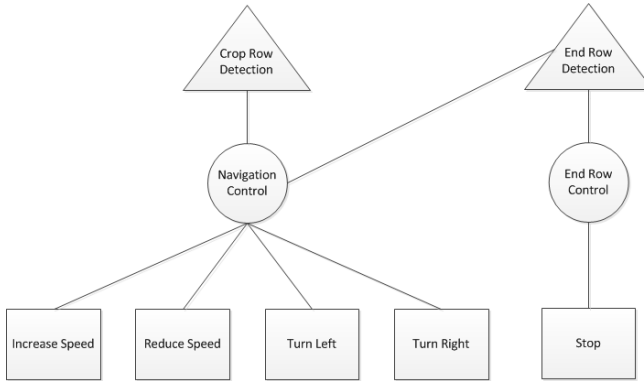 Crop Row
Detection
End Row
Detection
Navigation
Control
End Row
Control
Increase Speed
Reduce Speed
Turn Left
Turn Right
Stop